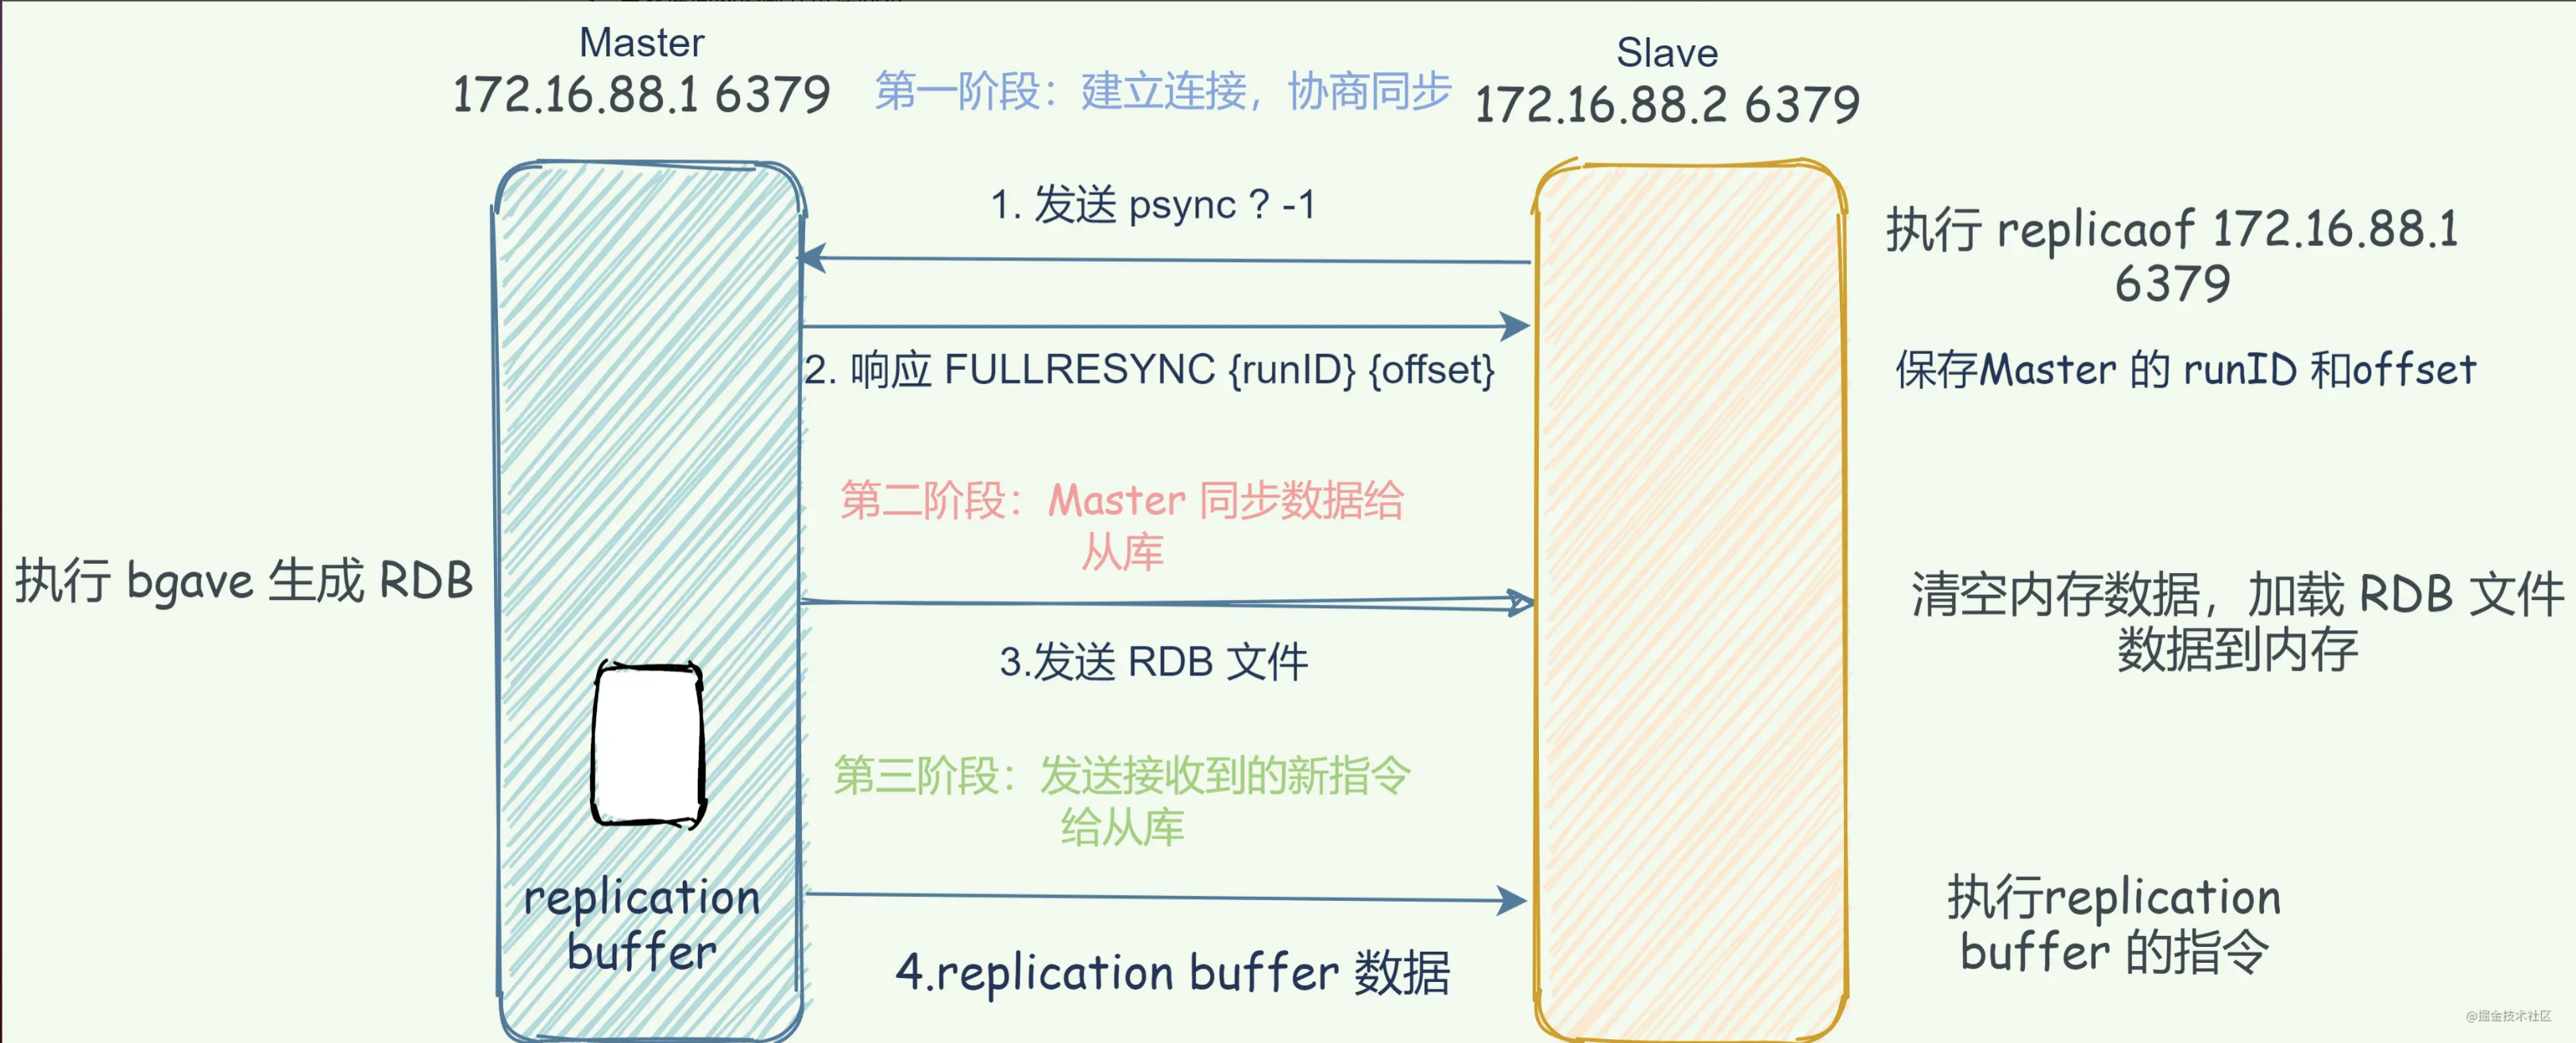 Master
172.16.88.1 6379
第一阶段：建立连接，协商同步
Slave
172.16.88.2 6379
1. 发送 psync ? -1
执行 replicaof 172.16.88.1
6379
2. 响应 FULLRESYNC {runID} {offset}
保存Master 的 runID 和offset
第二阶段：Master 同步数据给
从库
执行 bgave 生成 RDB
清空内存数据，加载 RDB 文件
数据到内存
3.发送 RDB 文件
第三阶段：发送接收到的新指令
给从库
replication
buffer
执行replication
buffer 的指令
4.replication buffer 数据
@掘金技术社区